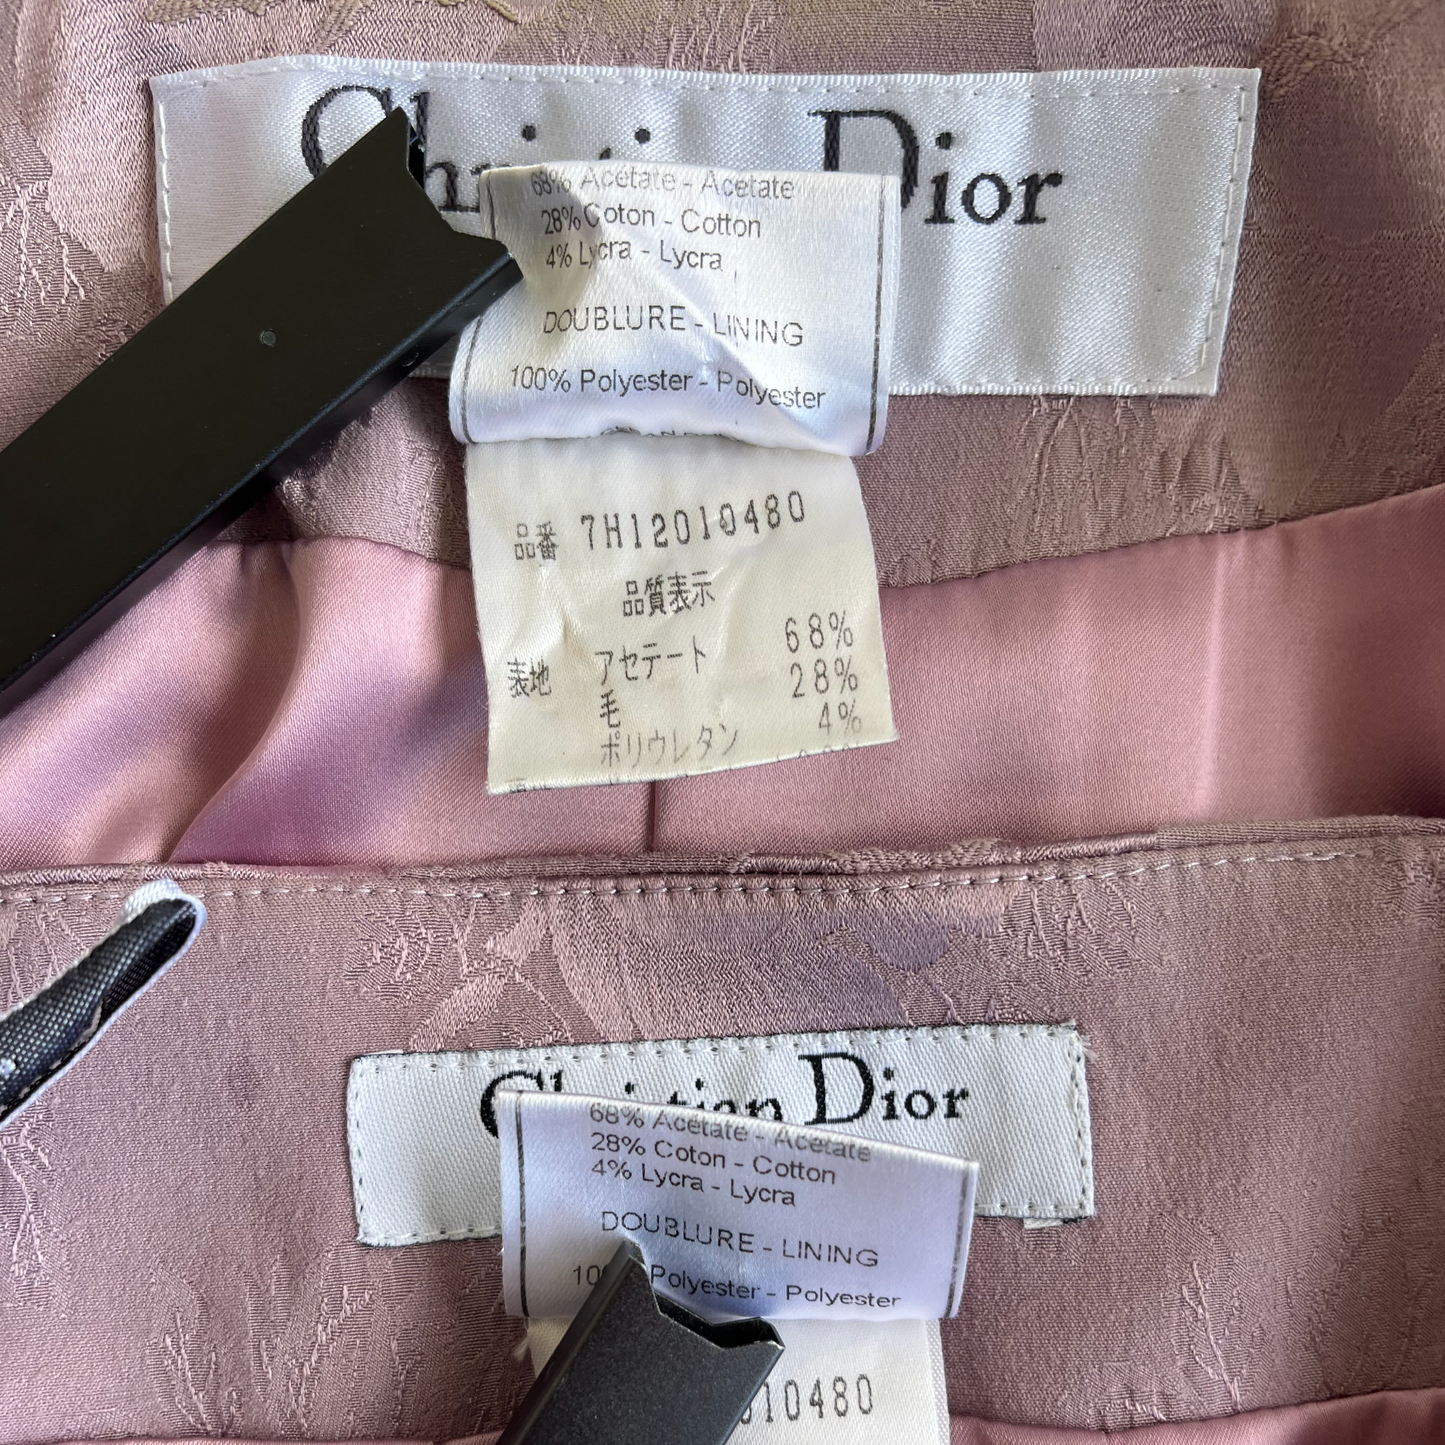 Christian Dior
68% Acetate - Acetate
28% Coton - Cotton
4% Lycra - Lycra
DOUBLURE - LINING
100% Polyester - Polyester
品番 7H12010480
品質表示
表地 アセテート 68%
毛 28%
ポリウレタン 4%
Christian Dior
68% Acetate - Acetate
28% Coton - Cotton
4% Lycra - Lycra
DOUBLURE - LINING
Polyester - Polyester
10480